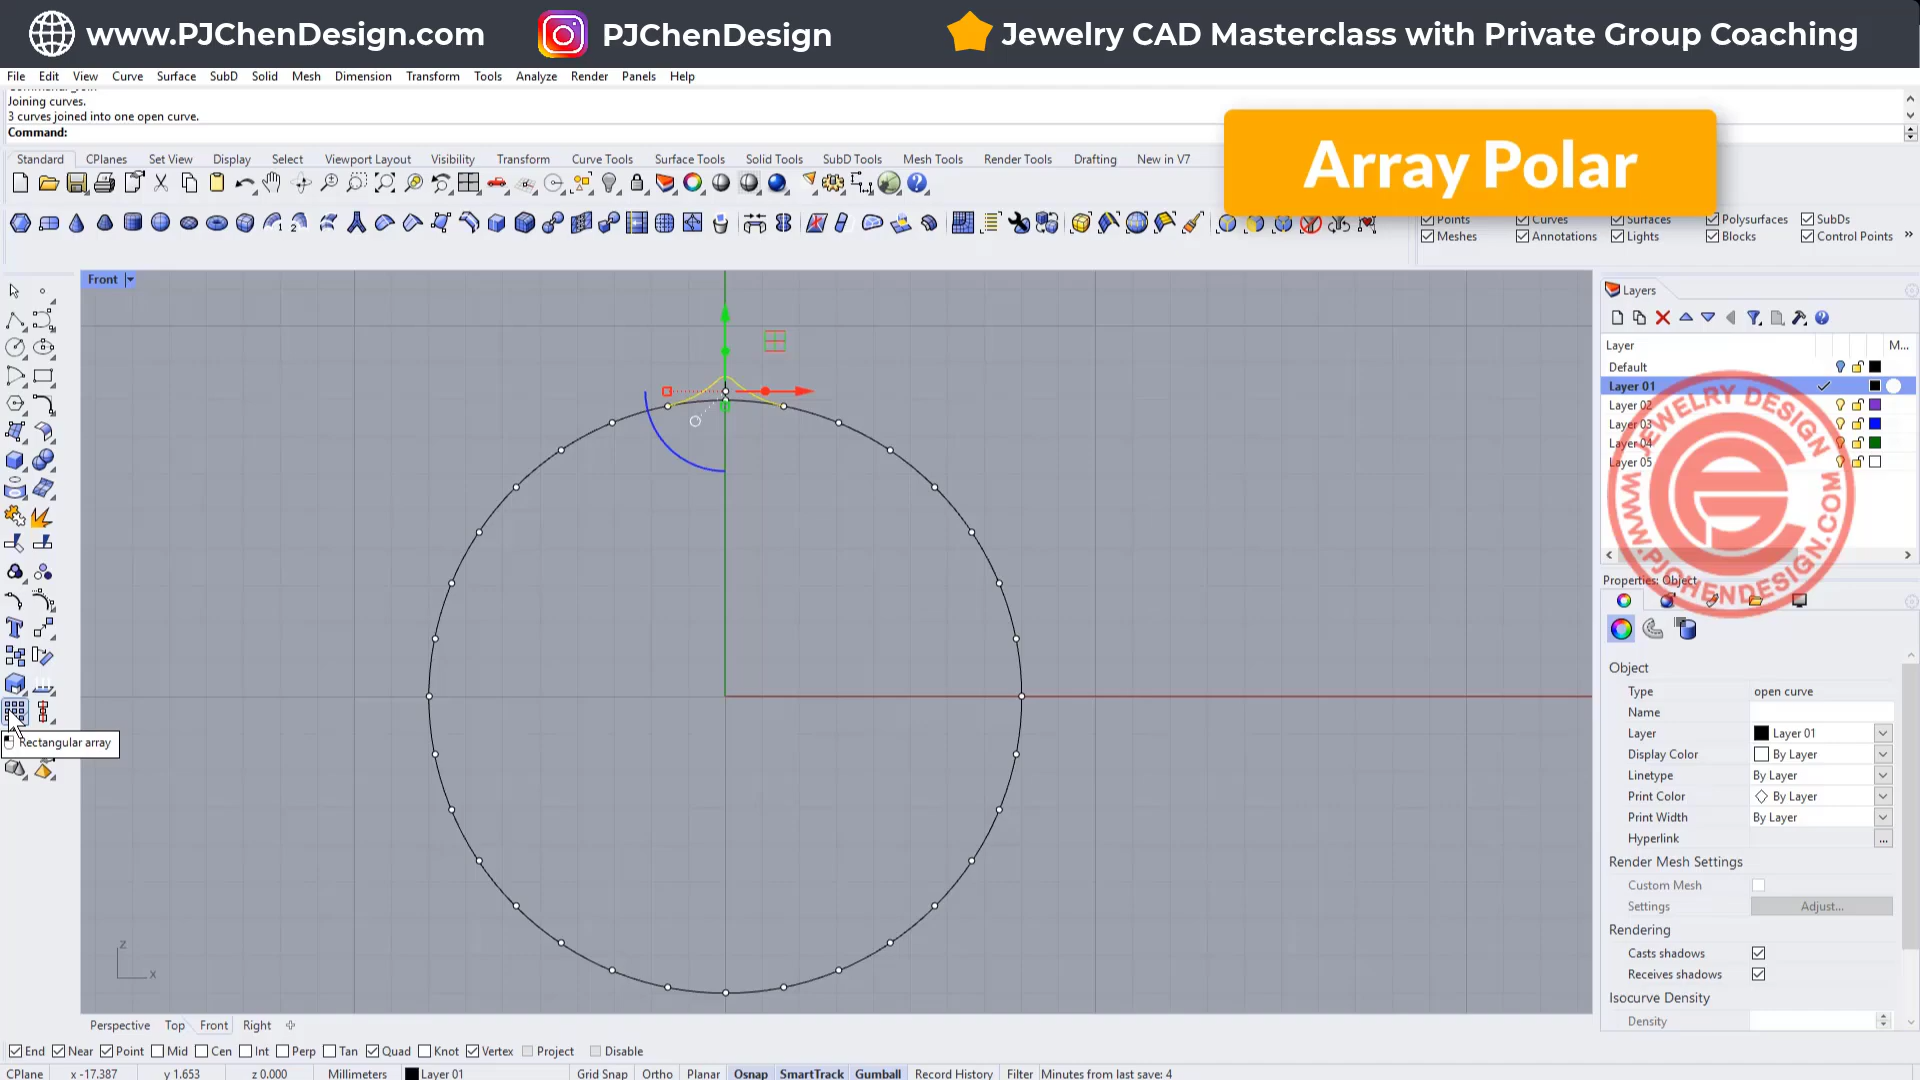 www.PJChenDesign.com PJChenDesign Jewelry CAD Masterclass with Private Group Coaching
File Edit View Curve Surface SubD Solid Mesh Dimension Transform Tools Analyze Render Panels Help
Joining curves.
3 curves joined into one open curve.
Command:
Array Polar
Standard CPlanes Set View Display Select Viewport Layout Visibility Transform Curve Tools Surface Tools Solid Tools SubD Tools Mesh Tools Render Tools Drafting New in V7
Points Curves Surfaces Polysurfaces SubDs
Meshes Annotations Lights Blocks Control Points
Front
Layers
Layer M...
Default
Layer 01
Layer 02
Layer 03
Layer 04
Layer 05
JEWELRY DESIGN
WWW.PJCHENDESIGN.COM
Properties: Object
Rectangular array
Object
Type open curve
Name
Layer Layer 01
Display Color By Layer
Linetype By Layer
Print Color By Layer
Print Width By Layer
Hyperlink ...
Render Mesh Settings
Custom Mesh
Settings Adjust...
Rendering
Casts shadows
Receives shadows
Isocurve Density
Density
z
x
Perspective Top Front Right
End Near Point Mid Cen Int Perp Tan Quad Knot Vertex Project Disable
CPlane x -17.387 y 1.653 z 0.000 Millimeters Layer 01 Grid Snap Ortho Planar Osnap SmartTrack Gumball Record History Filter Minutes from last save: 4